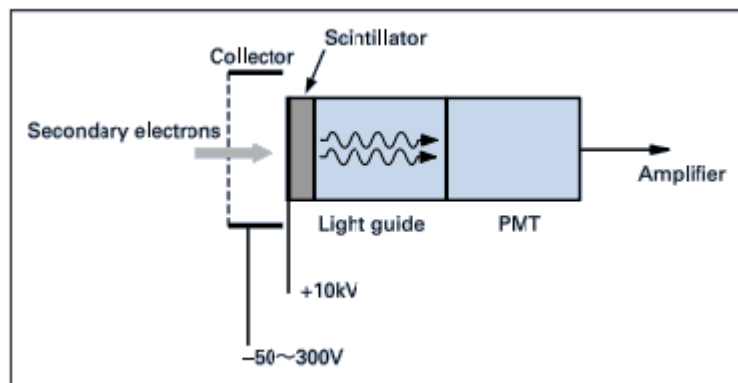 Scintillator
Collector
Secondary electrons
Amplifier
Light guide
PMT
+10kV
–50～300V